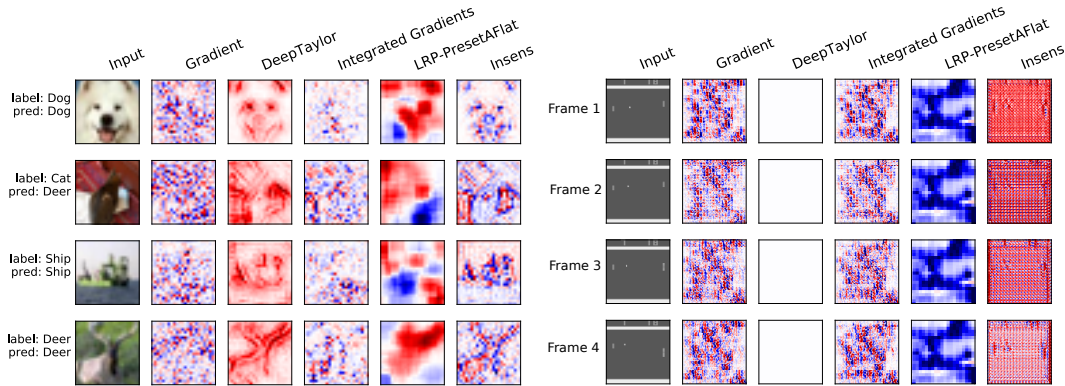 Input
Gradient
DeepTaylor
Integrated Gradients
LRP-PresetAFlat
Insens
label: Dog
pred: Dog
label: Cat
pred: Deer
label: Ship
pred: Ship
label: Deer
pred: Deer
Input
Gradient
DeepTaylor
Integrated Gradients
LRP-PresetAFlat
Insens
Frame 1
Frame 2
Frame 3
Frame 4